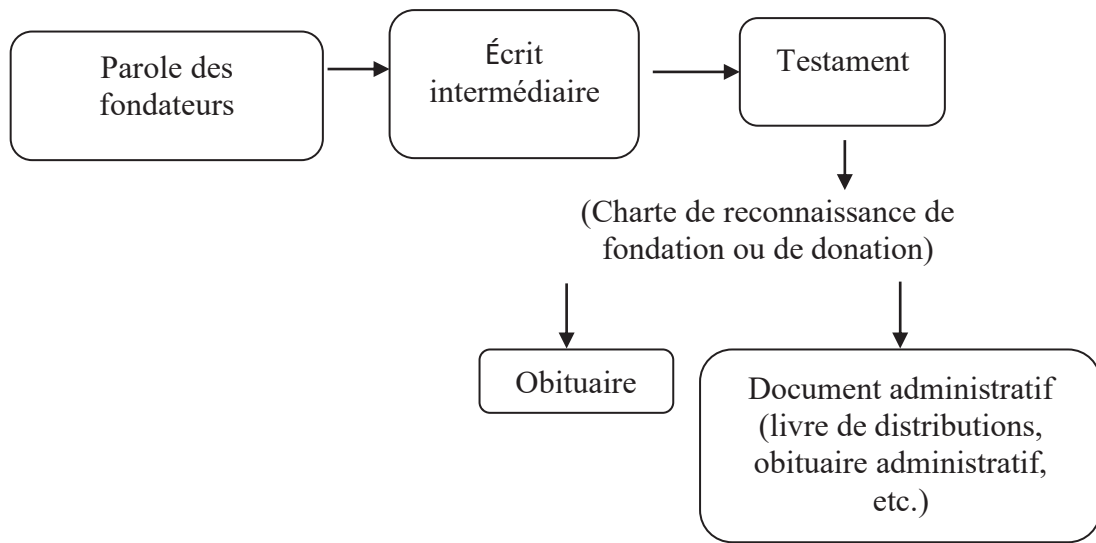 Parole des
fondateurs
Écrit
intermédiaire
Testament
(Charte de reconnaissance de
fondation ou de donation)
Obituaire
Document administratif
(livre de distributions,
obituaire administratif,
etc.)